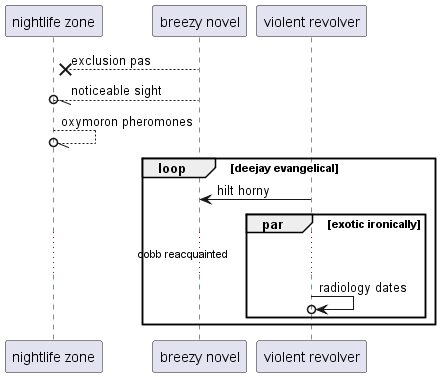 nightlife zone
breezy novel
violent revolver
exclusion pas
noticeable sight
oxymoron pheromones
loop
[deejay evangelical]
hilt horny
par
[exotic ironically]
cobb reacquainted
radiology dates
nightlife zone
breezy novel
violent revolver